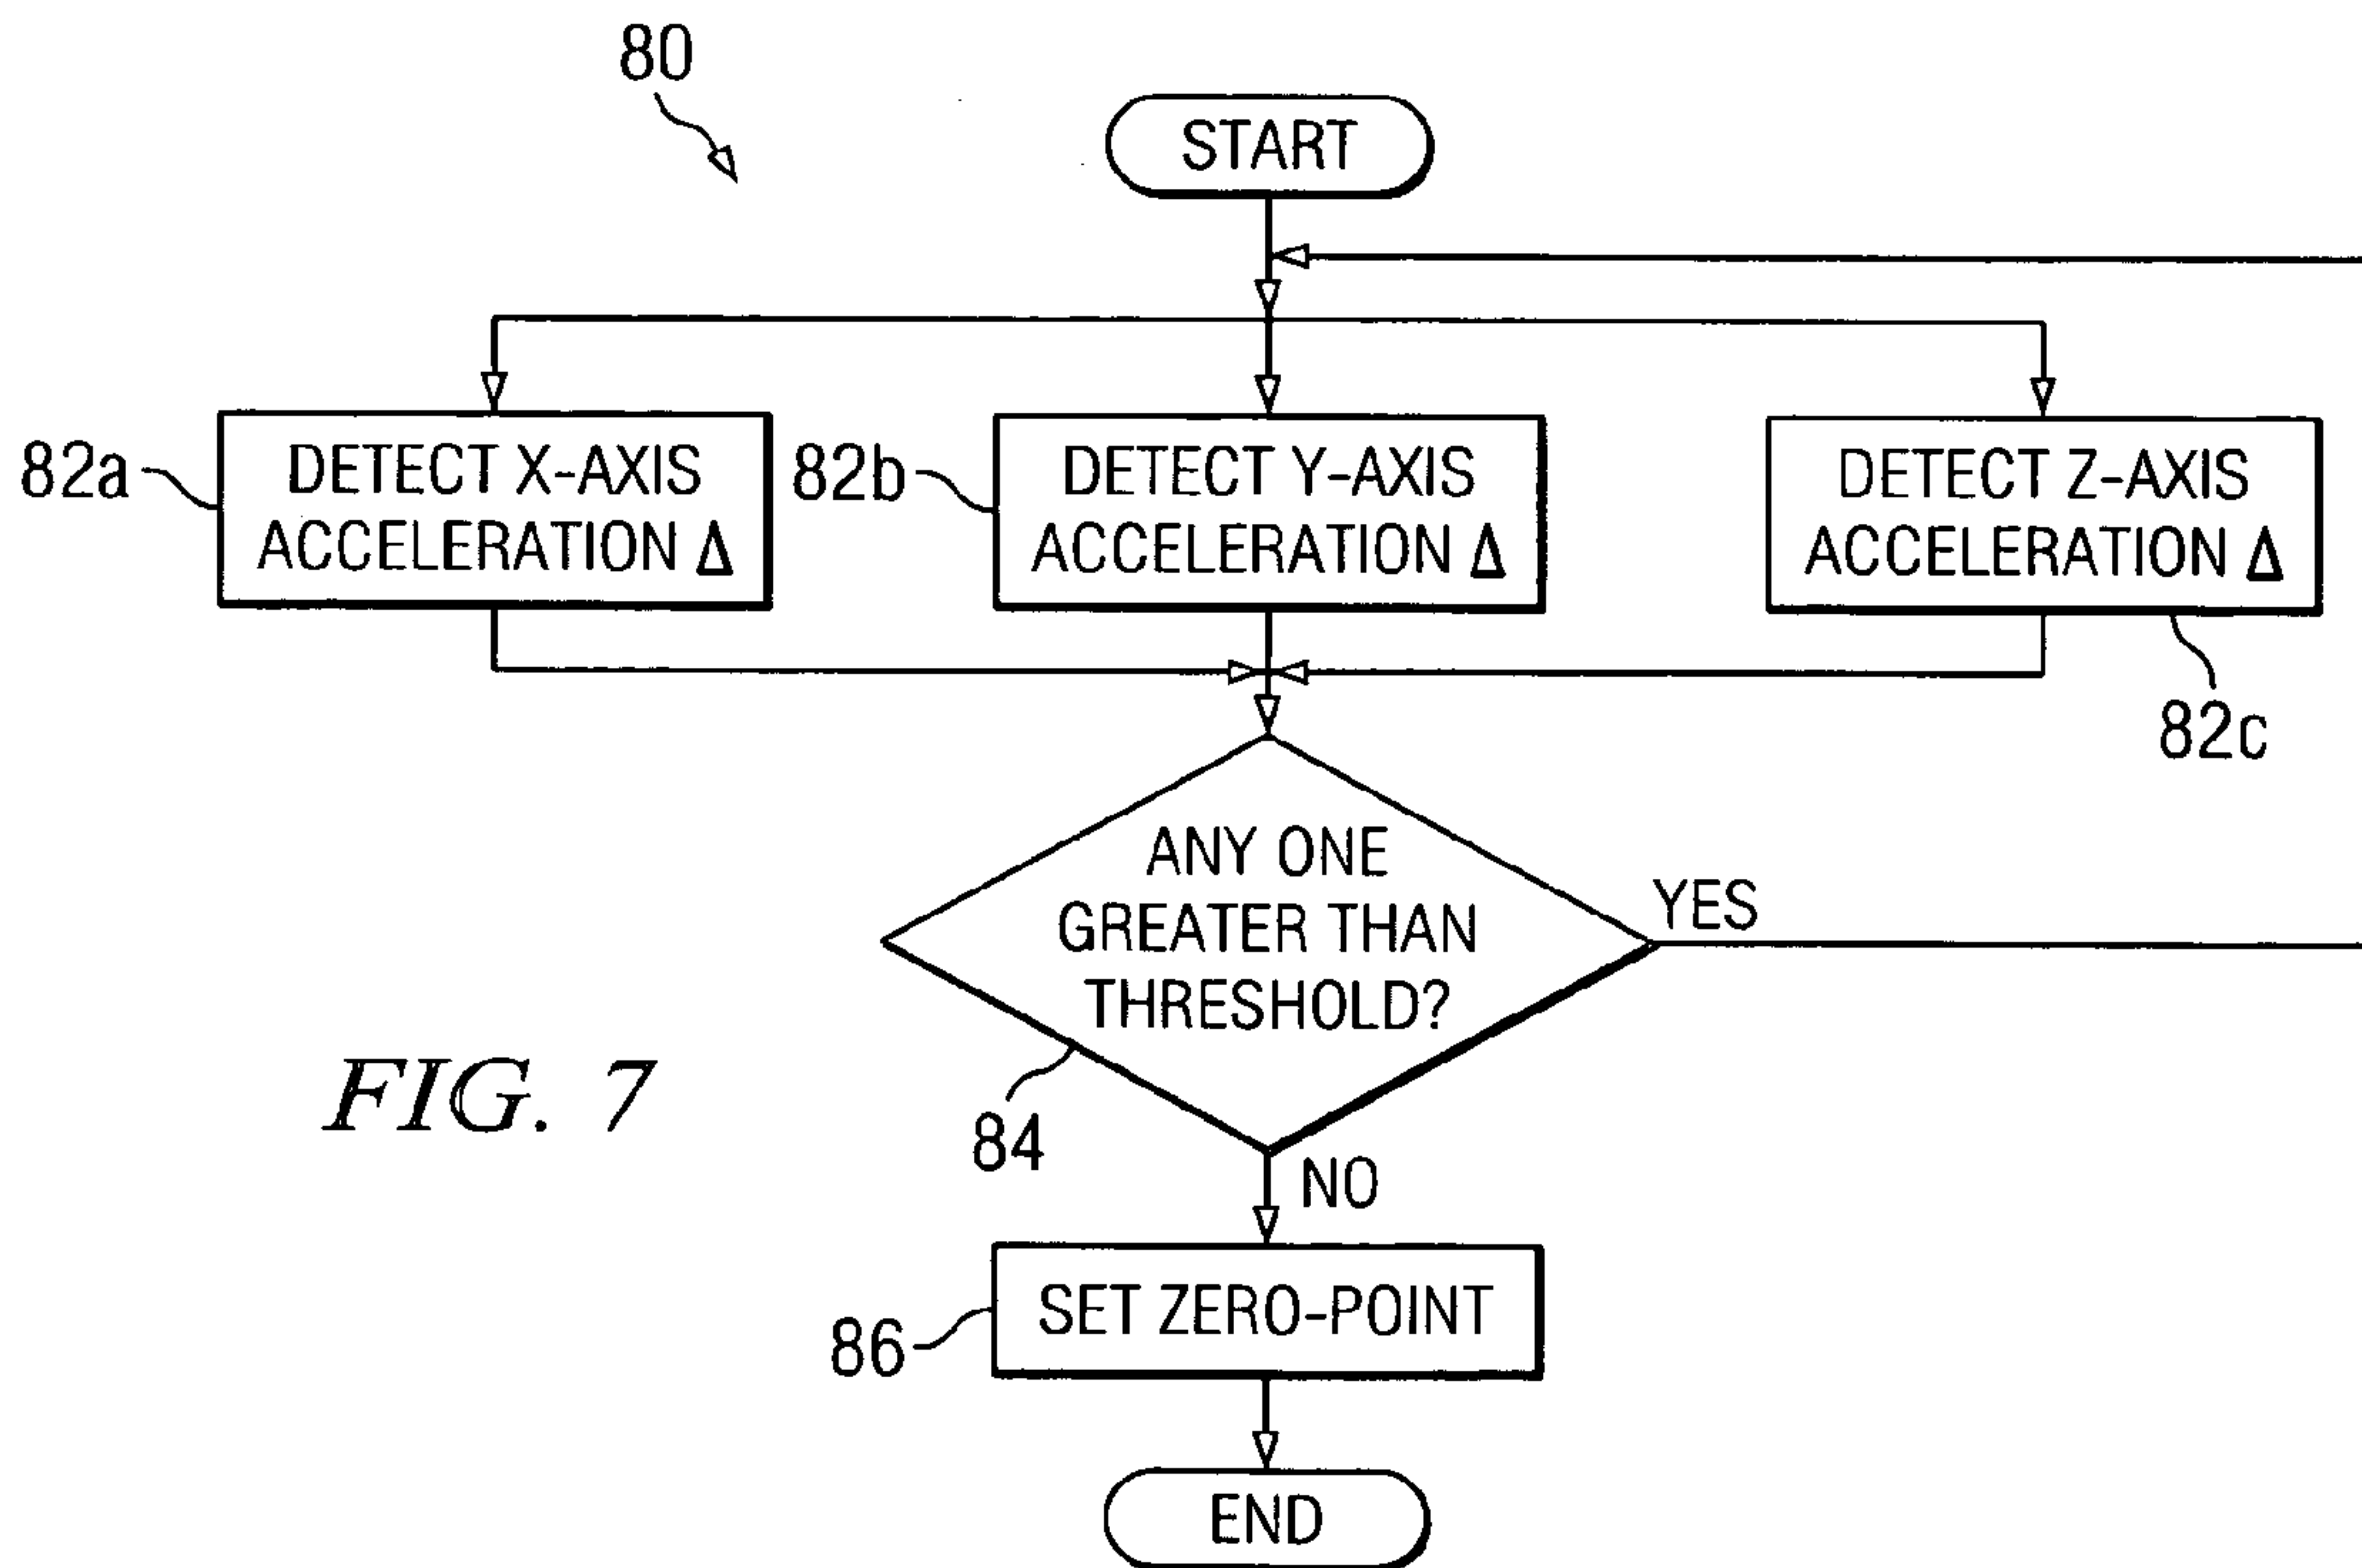 80
START
82a
DETECT X-AXIS
ACCELERATION Δ
82b
DETECT Y-AXIS
ACCELERATION Δ
DETECT Z-AXIS
ACCELERATION Δ
82c
ANY ONE
GREATER THAN
THRESHOLD?
YES
84
NO
FIG. 7
SET ZERO-POINT
86
END